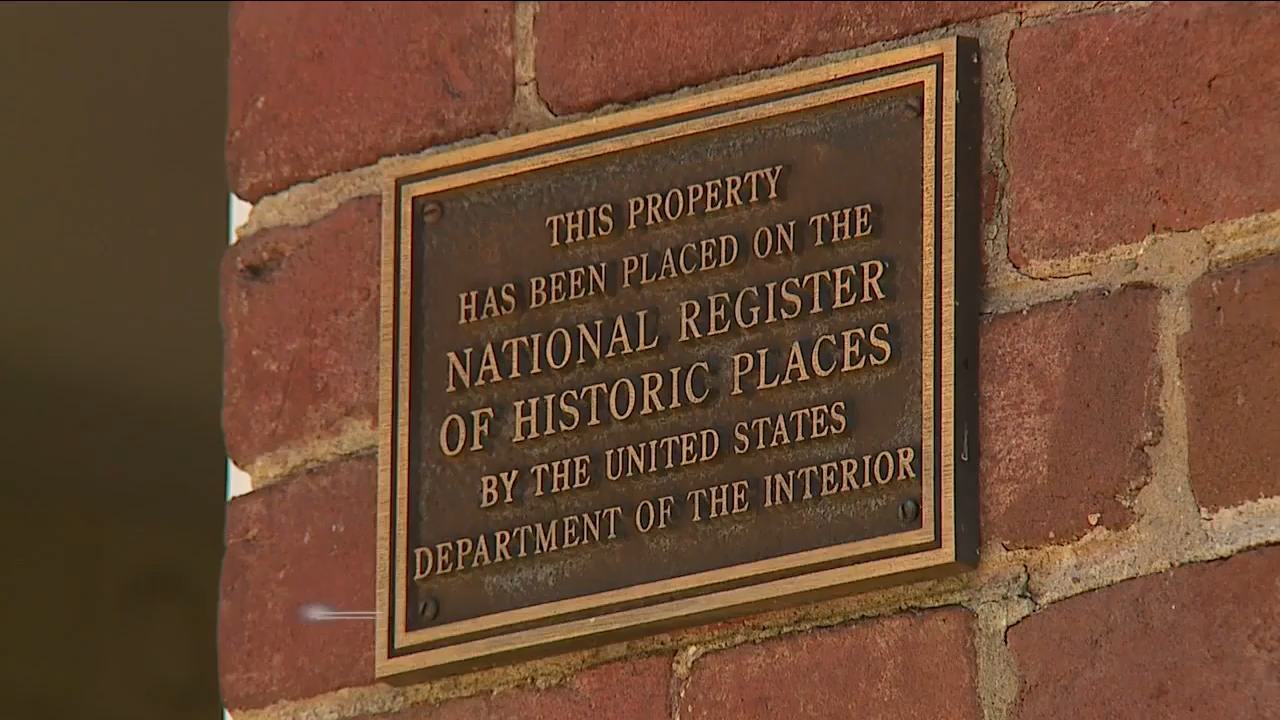 THIS PROPERTY
HAS BEEN PLACED ON THE
NATIONAL REGISTER
OF HISTORIC PLACES
BY THE UNITED STATES
DEPARTMENT OF THE INTERIOR